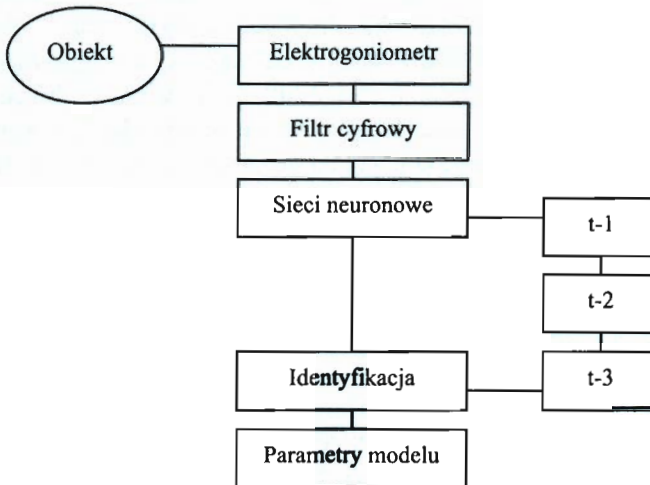 Obiekt
Elektrogoniometr
Filtr cyfrowy
Sieci neuronowe
t-1
t-2
Identyfikacja
t-3
Parametry modelu